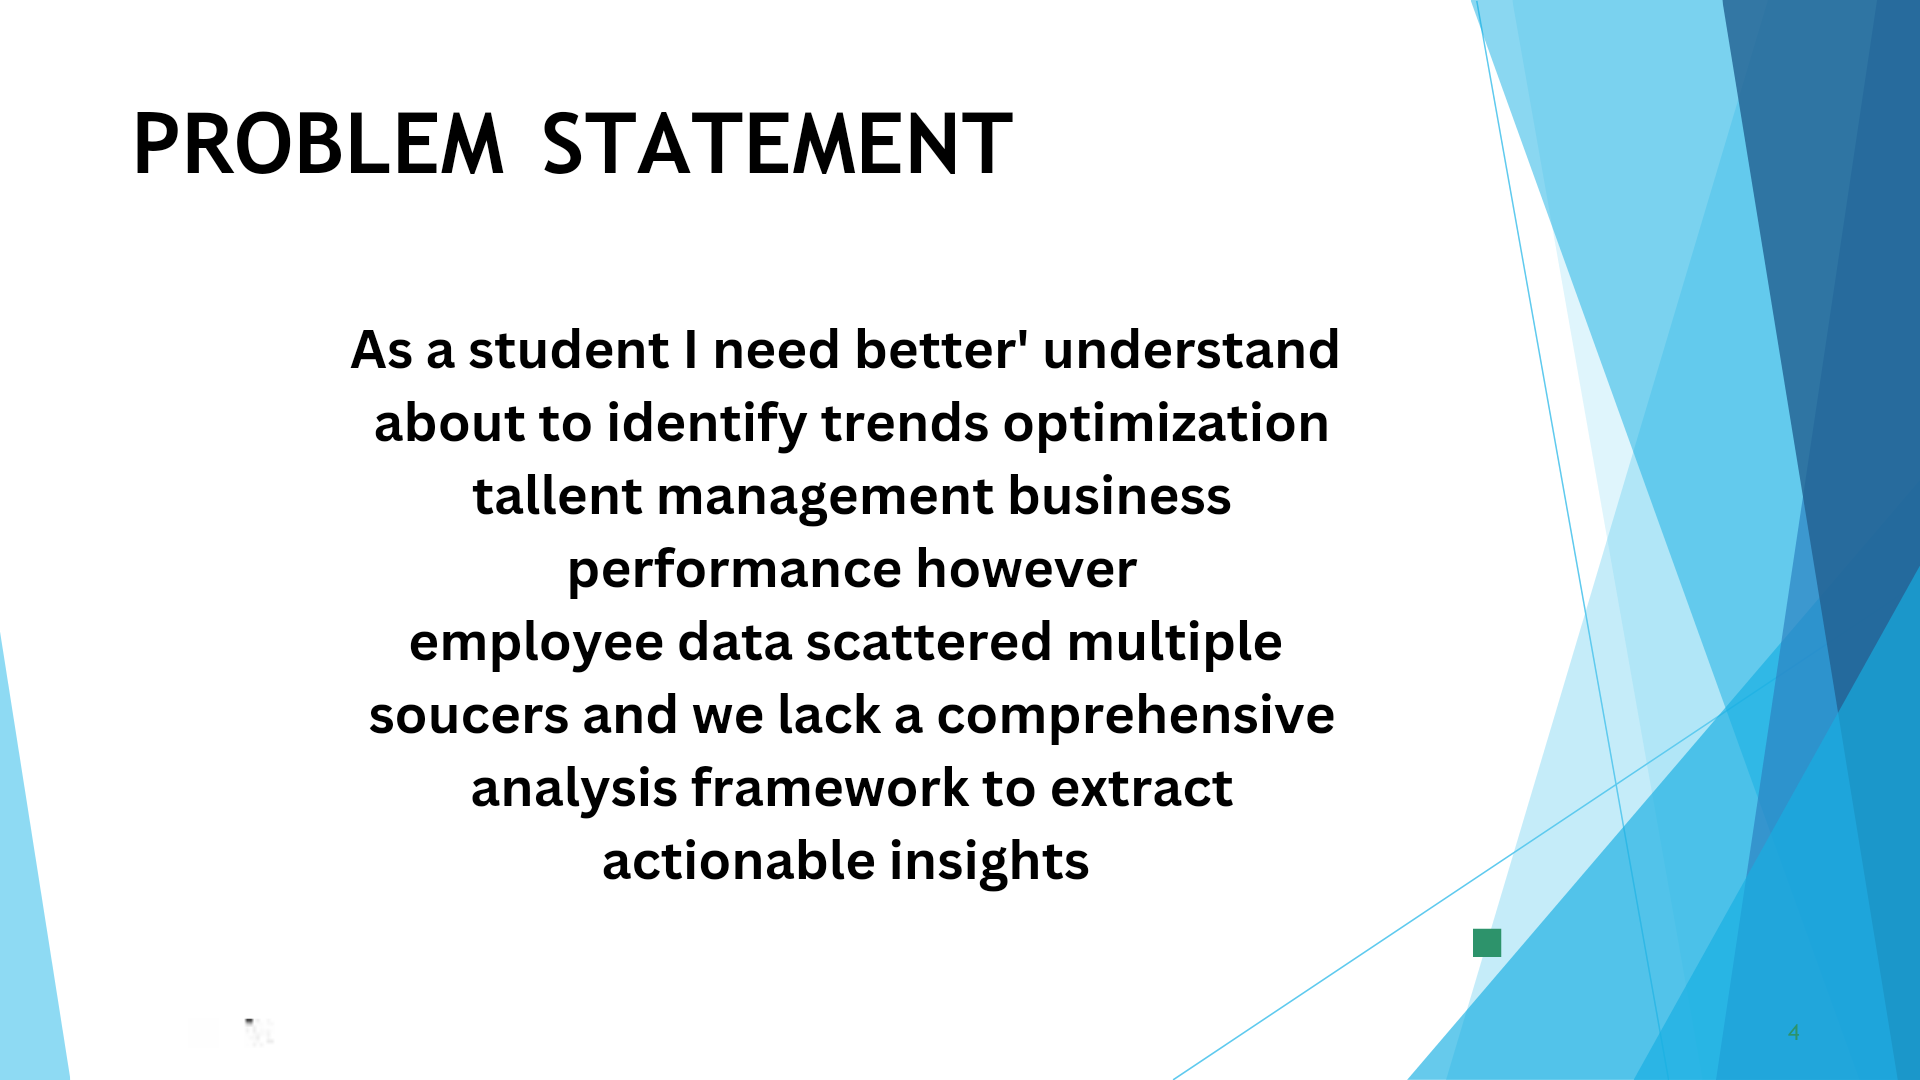 PROBLEM STATEMENT
As a student I need better' understand
about to identify trends optimization
tallent management business
performance however
employee data scattered multiple
soucers and we lack a comprehensive
analysis framework to extract
actionable insights
4